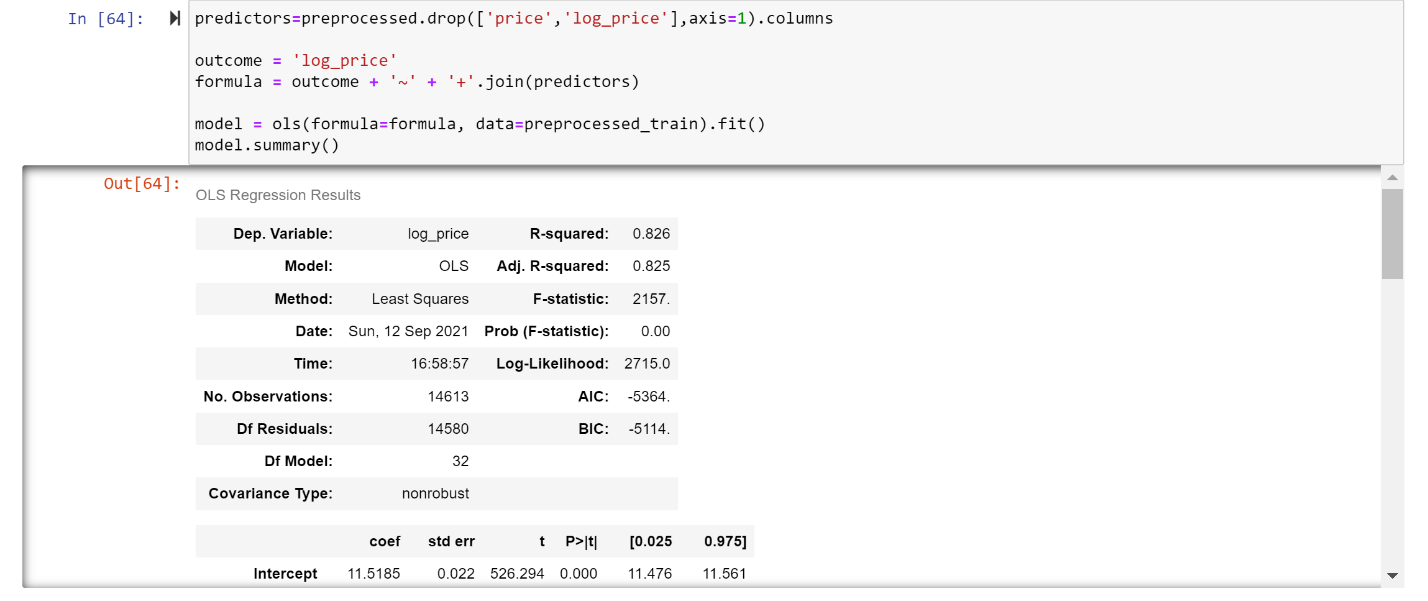 In [64]:
predictors=preprocessed.drop(['price','log_price'],axis=1).columns
outcome = 'log_price'
formula = outcome + '~' + '+'.join(predictors)
model = ols(formula=formula, data=preprocessed_train).fit()
model.summary()
Out[64]:
OLS Regression Results
Dep. Variable: log_price R-squared: 0.826
Model: OLS Adj. R-squared: 0.825
Method: Least Squares F-statistic: 2157.
Date: Sun, 12 Sep 2021 Prob (F-statistic): 0.00
Time: 16:58:57 Log-Likelihood: 2715.0
No. Observations: 14613 AIC: -5364.
Df Residuals: 14580 BIC: -5114.
Df Model: 32
Covariance Type: nonrobust
coef std err t P>|t| [0.025 0.975]
Intercept 11.5185 0.022 526.294 0.000 11.476 11.561